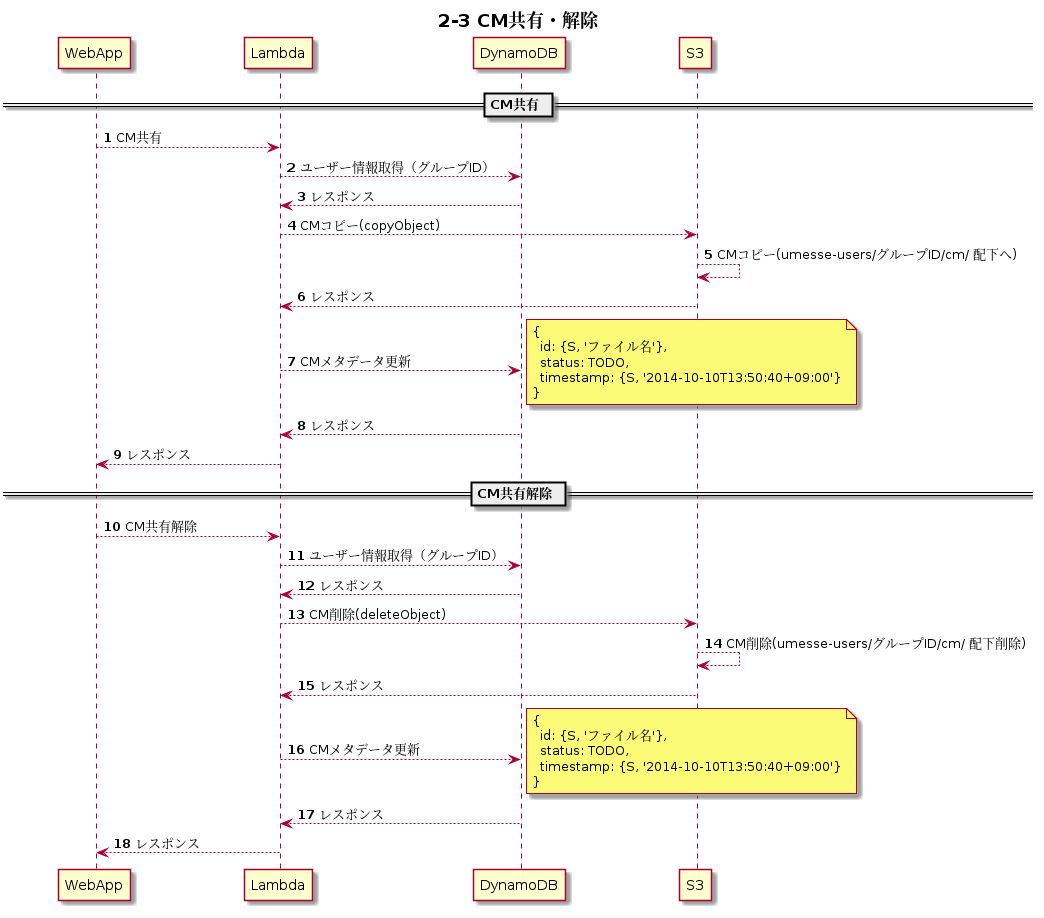 2-3 CM共有・解除
WebApp Lambda DynamoDB S3
CM共有
1 CM共有
2 ユーザー情報取得（グループID）
3 レスポンス
4 CMコピー(copyObject)
5 CMコピー(umesse-users/グループID/cm/ 配下へ)
6 レスポンス
{
id: {S, 'ファイル名'},
7 CMメタデータ更新
status: TODO,
timestamp: {S, '2014-10-10T13:50:40+09:00'}
}
8 レスポンス
9 レスポンス
CM共有解除
10 CM共有解除
11 ユーザー情報取得（グループID）
12 レスポンス
13 CM削除(deleteObject)
14 CM削除(umesse-users/グループID/cm/ 配下削除)
15 レスポンス
{
id: {S, 'ファイル名'},
16 CMメタデータ更新
status: TODO,
timestamp: {S, '2014-10-10T13:50:40+09:00'}
}
17 レスポンス
18 レスポンス
WebApp Lambda DynamoDB S3